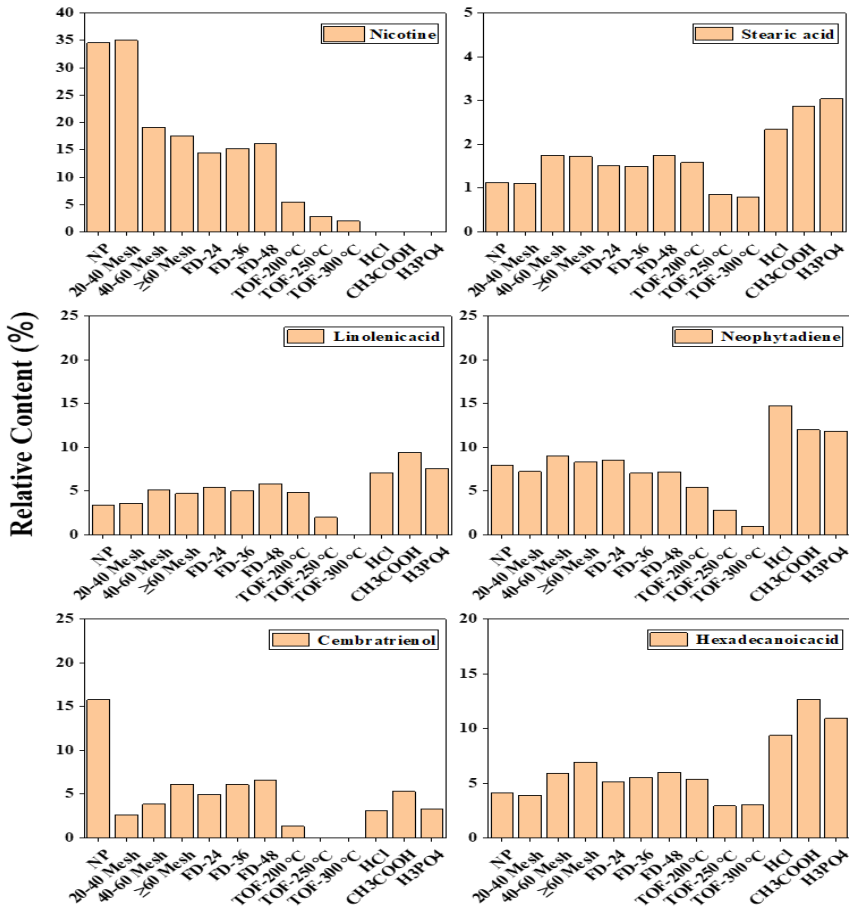 Relative Content (%)
Nicotine
40
35
30
25
20
15
10
5
0
NP
20-40 Mesh
40-60 Mesh
≥60 Mesh
FD-24
FD-36
FD-48
TOF-200 °C
TOF-250 °C
TOF-300 °C
HCl
CH3COOH
H3PO4
Stearic acid
5
4
3
2
1
0
NP
20-40 Mesh
40-60 Mesh
≥60 Mesh
FD-24
FD-36
FD-48
TOF-200 °C
TOF-250 °C
TOF-300 °C
HCl
CH3COOH
H3PO4
Linolenicacid
25
20
15
10
5
0
NP
20-40 Mesh
40-60 Mesh
≥60 Mesh
FD-24
FD-36
FD-48
TOF-200 °C
TOF-250 °C
TOF-300 °C
HCl
CH3COOH
H3PO4
Neophytadiene
25
20
15
10
5
0
NP
20-40 Mesh
40-60 Mesh
≥60 Mesh
FD-24
FD-36
FD-48
TOF-200 °C
TOF-250 °C
TOF-300 °C
HCl
CH3COOH
H3PO4
Cembratrienol
25
20
15
10
5
0
NP
20-40 Mesh
40-60 Mesh
≥60 Mesh
FD-24
FD-36
FD-48
TOF-200 °C
TOF-250 °C
TOF-300 °C
HCl
CH3COOH
H3PO4
Hexadecanoicacid
20
15
10
5
0
NP
20-40 Mesh
40-60 Mesh
≥60 Mesh
FD-24
FD-36
FD-48
TOF-200 °C
TOF-250 °C
TOF-300 °C
HCl
CH3COOH
H3PO4